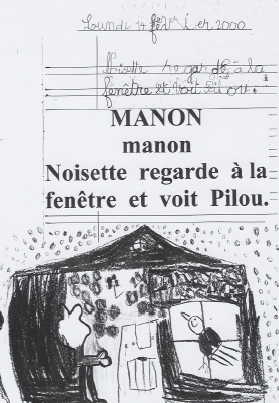 Lundi 14 février 2000
Noisette regarde à la
fenêtre et voit Pilou.
MANON
manon
Noisette regarde à la
fenêtre et voit Pilou.